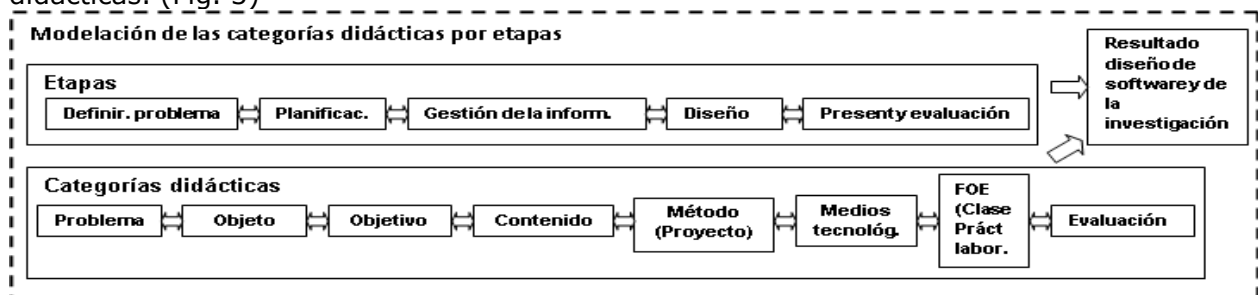 didácticas. (Fig. 3)
Modelación de las categorías didácticas por etapas
Etapas
Definir. problema
Planificac.
Gestión de la inform.
Diseño
Present y evaluación
Resultado
diseño de
software y de
la
investigación
Categorías didácticas
Problema
Objeto
Objetivo
Contenido
Método
(Proyecto)
Medios
tecnológ.
FOE
(Clase
Práct
labor.
Evaluación